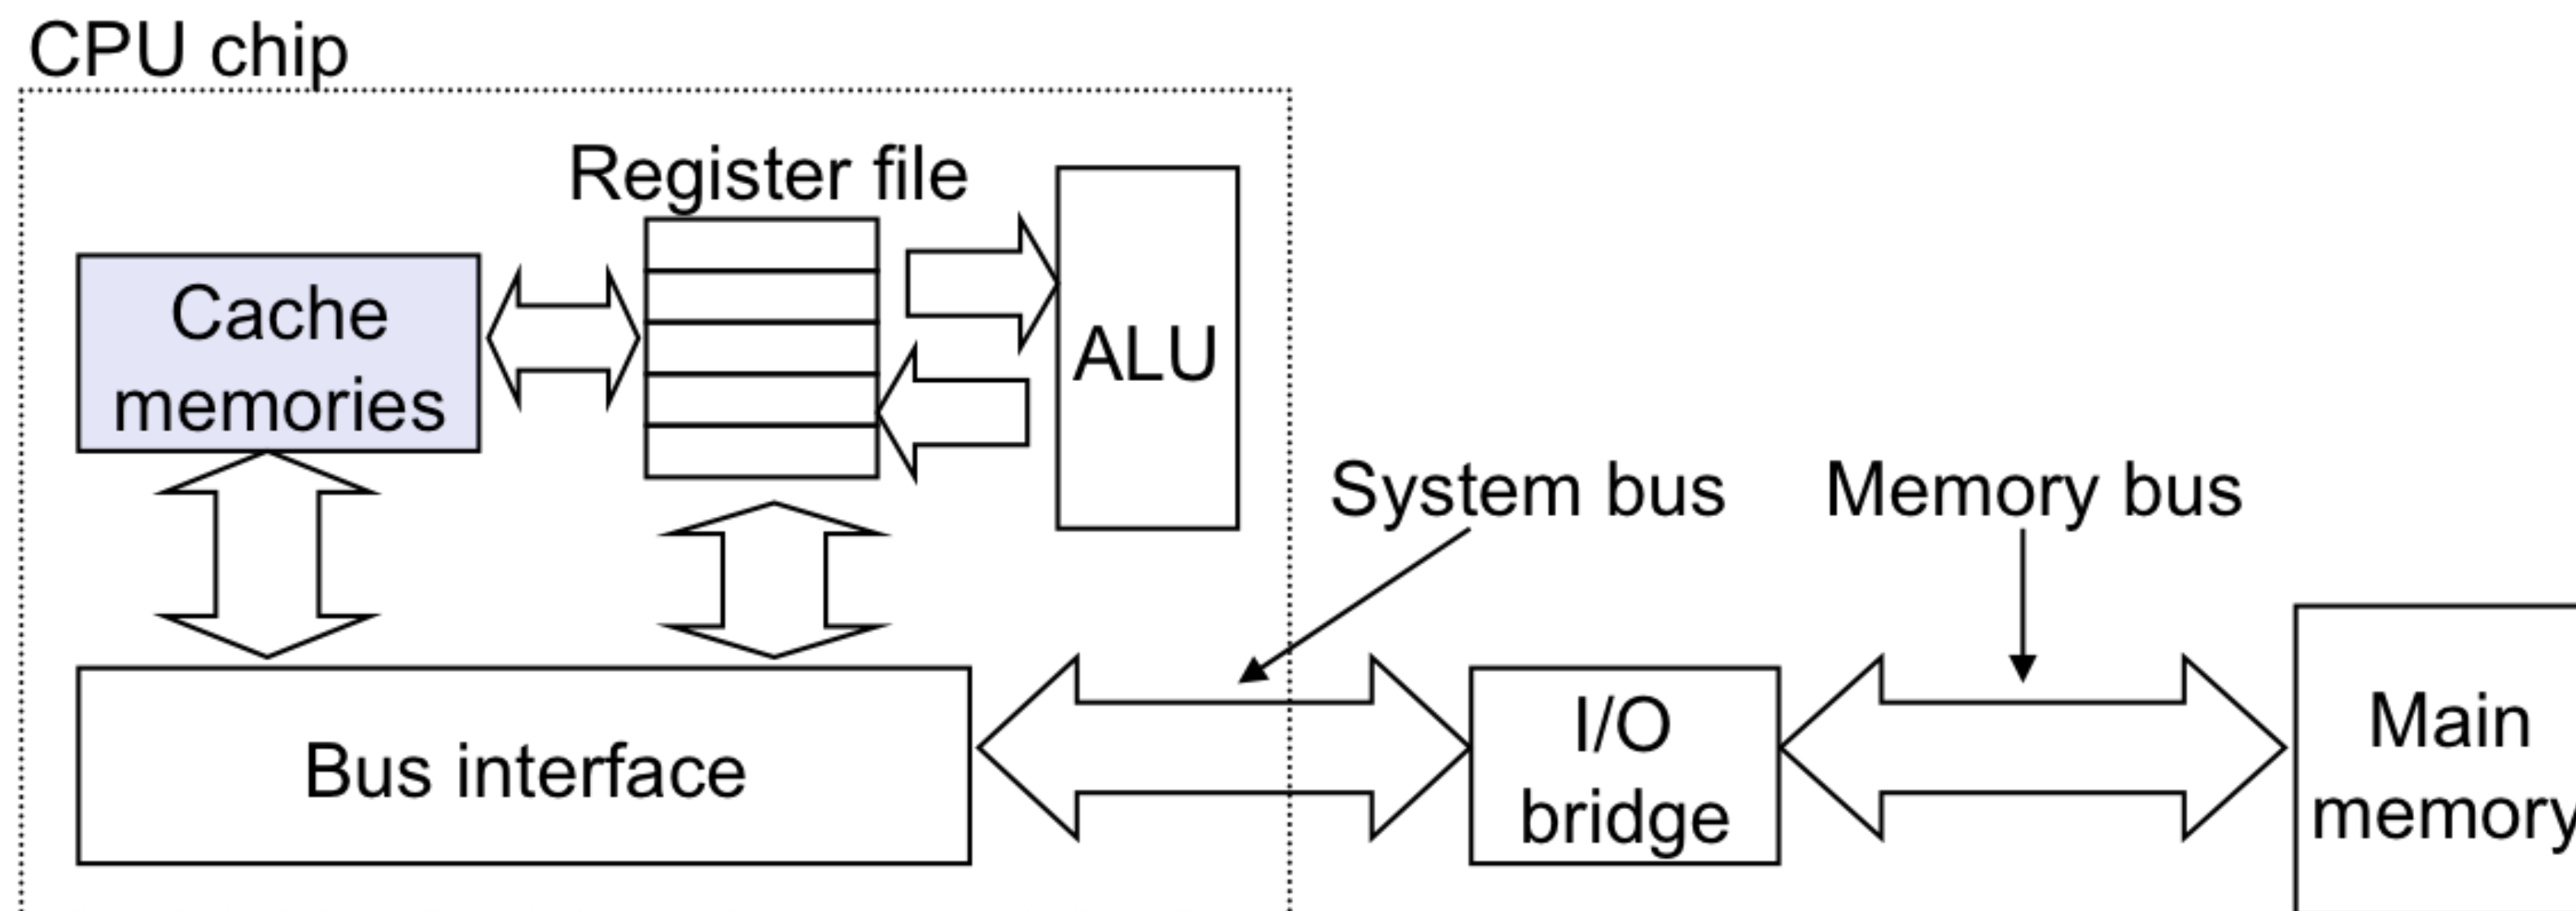 CPU chip
Register file
Cache
memories
ALU
System bus
Memory bus
Bus interface
I/O
bridge
Main
memory